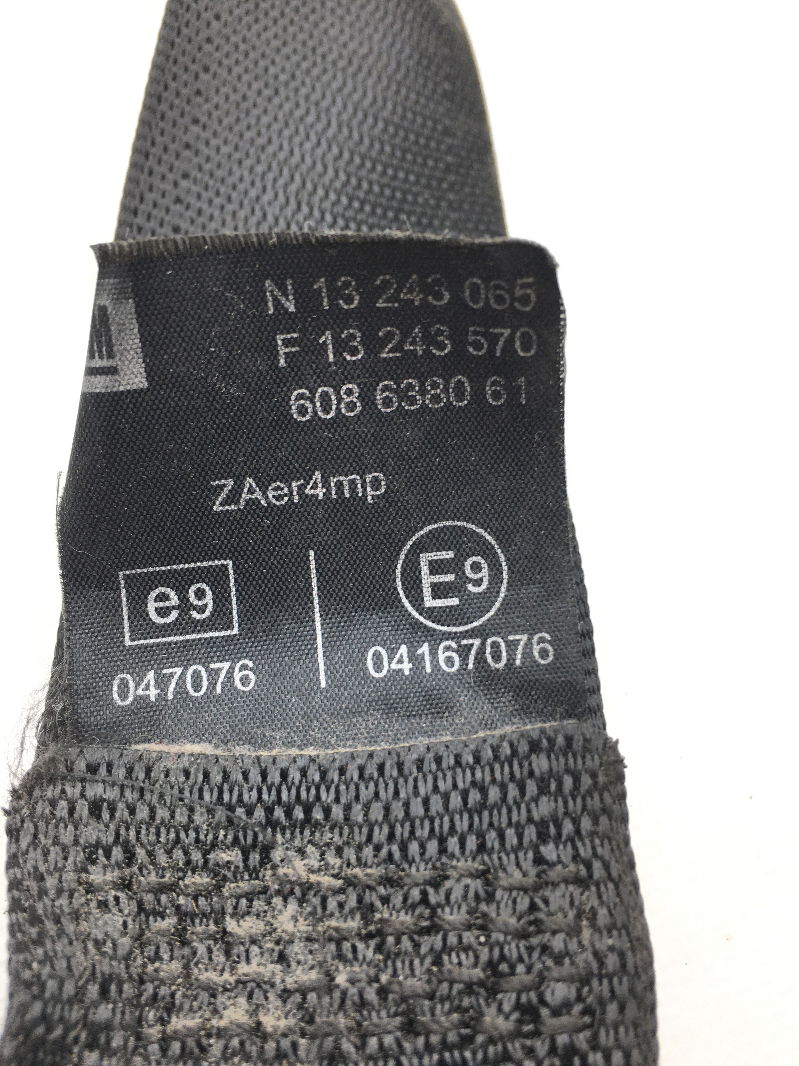 N 13 243 065
F 13 243 570
608 6380 61
ZAer4mp
e9
E9
047076
04167076